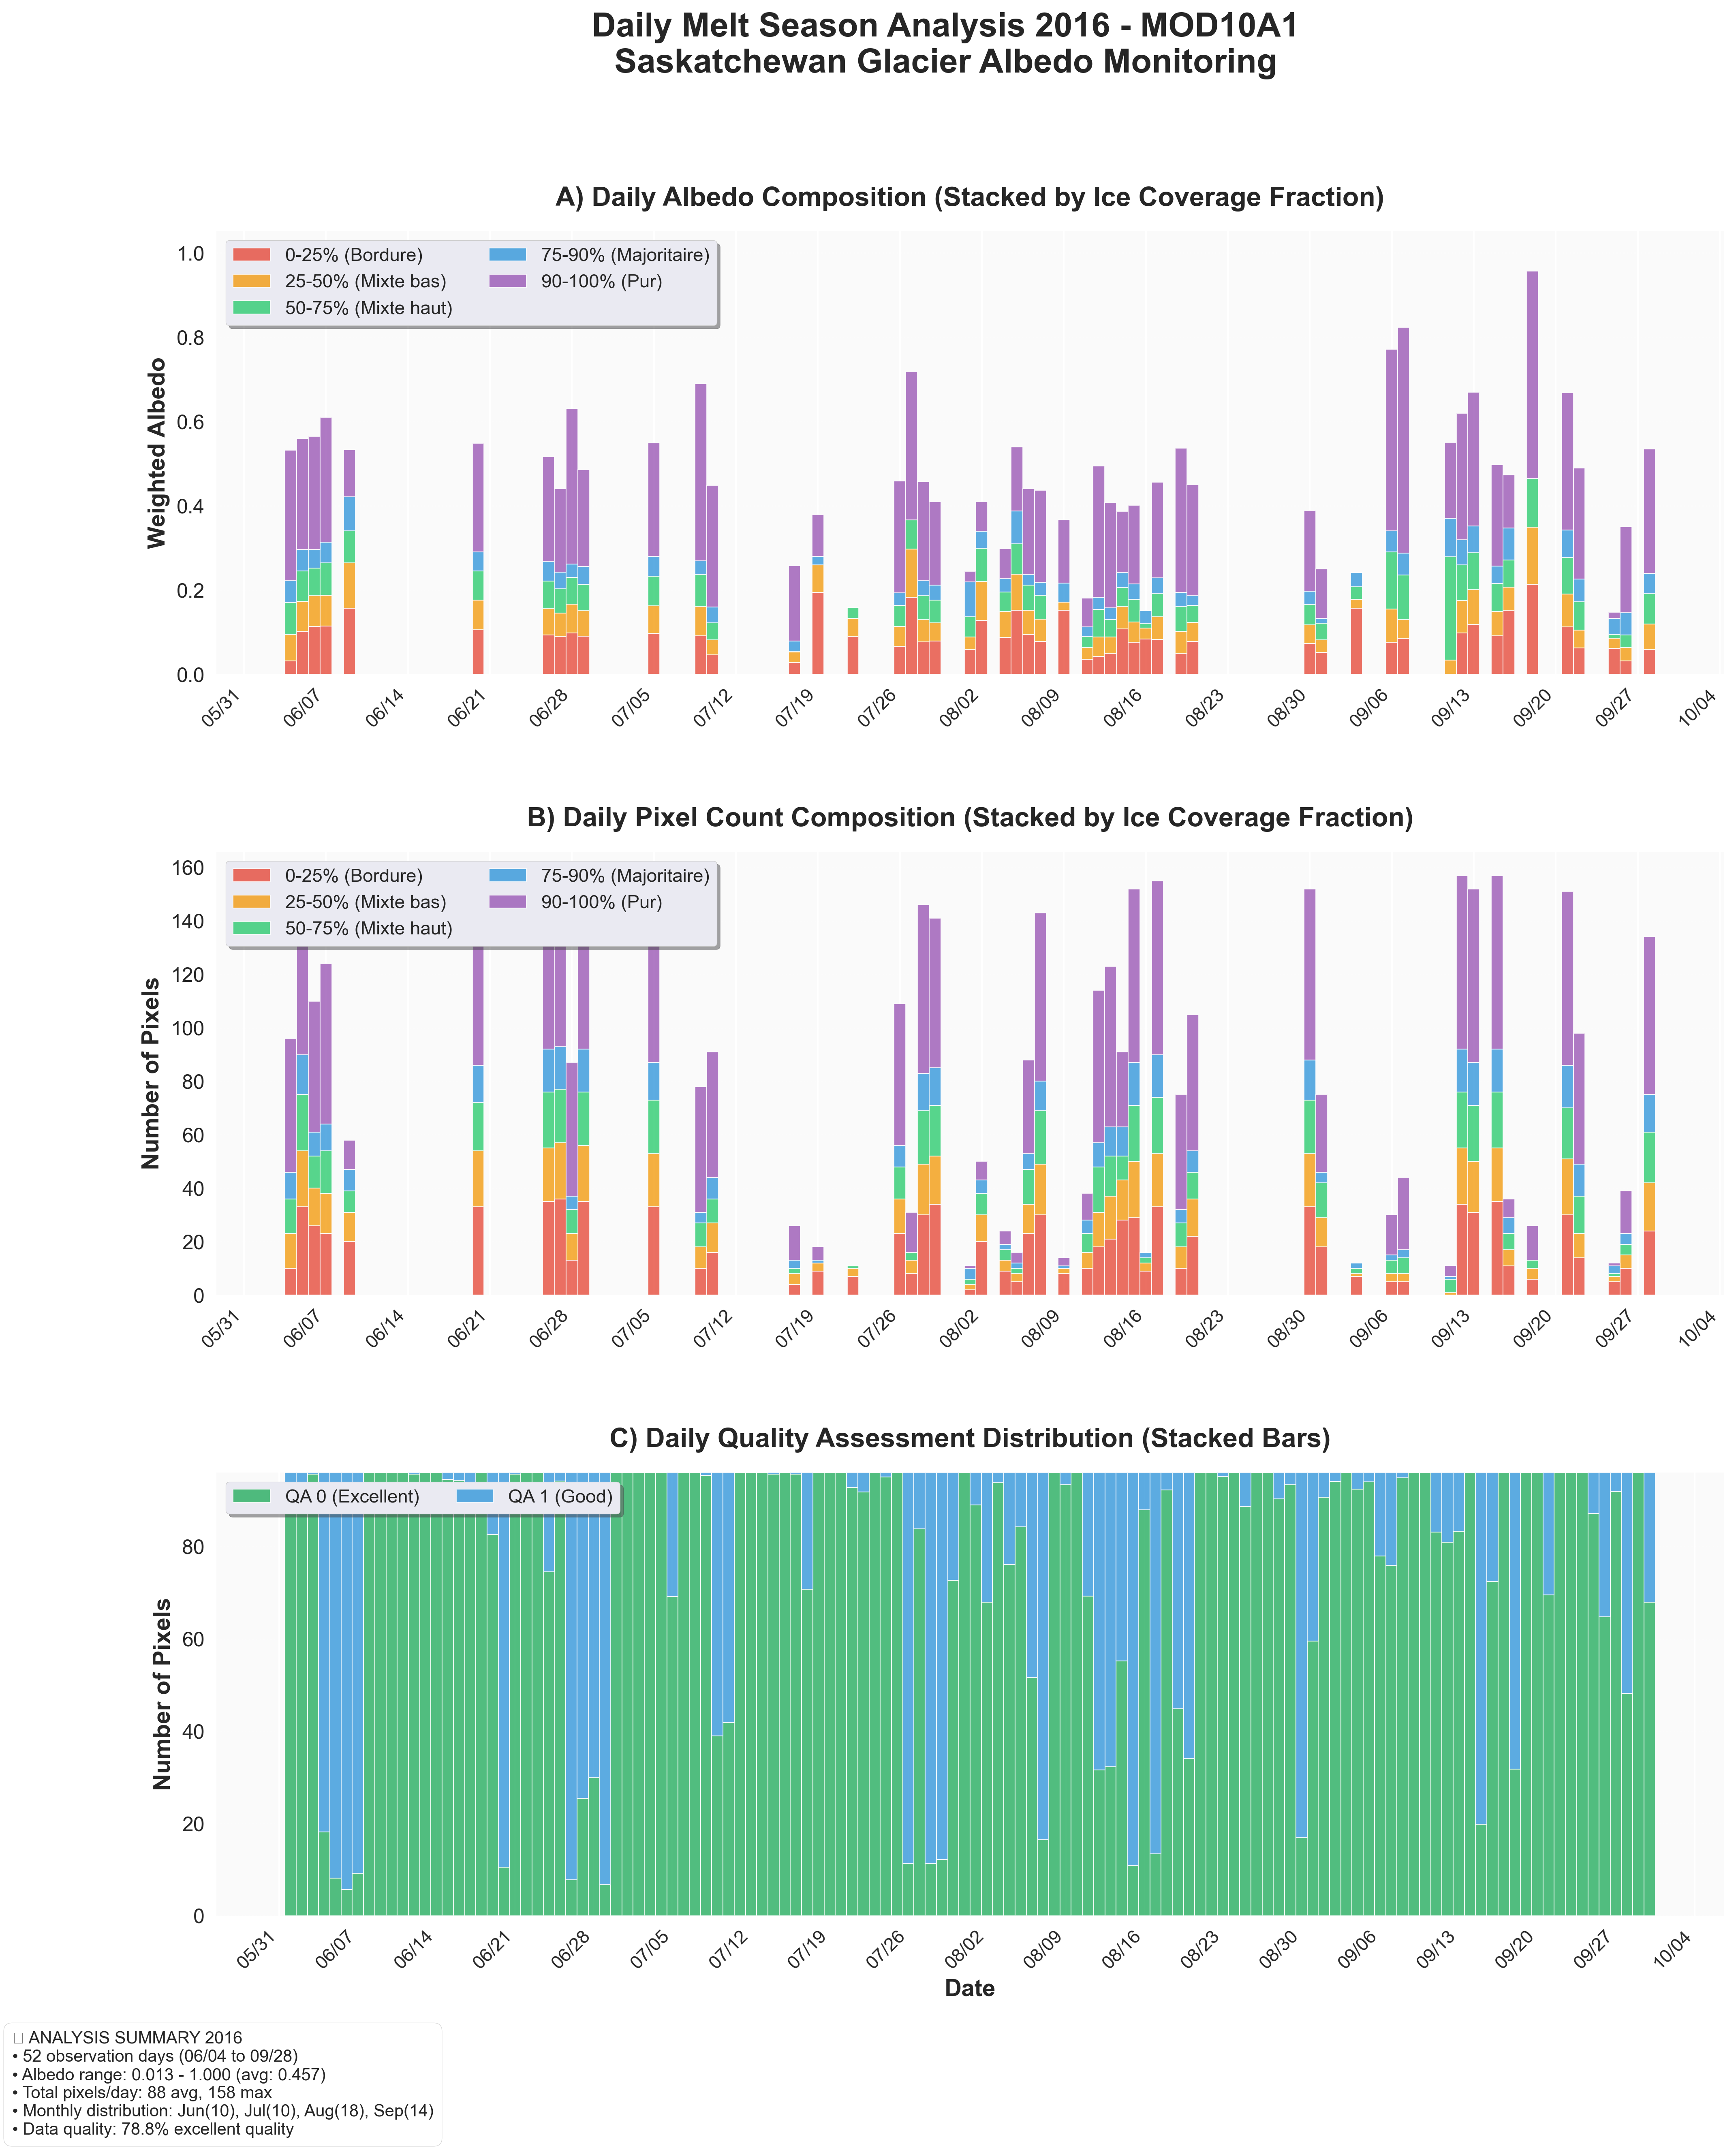 Daily Melt Season Analysis 2016 - MOD10A1
Saskatchewan Glacier Albedo Monitoring
A) Daily Albedo Composition (Stacked by Ice Coverage Fraction)
0-25% (Bordure)
25-50% (Mixte bas)
50-75% (Mixte haut)
75-90% (Majoritaire)
90-100% (Pur)
Weighted Albedo
1.0
0.8
0.6
0.4
0.2
0.0
05/31
06/07
06/14
06/21
06/28
07/05
07/12
07/19
07/26
08/02
08/09
08/16
08/23
08/30
09/06
09/13
09/20
09/27
10/04
B) Daily Pixel Count Composition (Stacked by Ice Coverage Fraction)
0-25% (Bordure)
25-50% (Mixte bas)
50-75% (Mixte haut)
75-90% (Majoritaire)
90-100% (Pur)
Number of Pixels
160
140
120
100
80
60
40
20
0
05/31
06/07
06/14
06/21
06/28
07/05
07/12
07/19
07/26
08/02
08/09
08/16
08/23
08/30
09/06
09/13
09/20
09/27
10/04
C) Daily Quality Assessment Distribution (Stacked Bars)
QA 0 (Excellent)
QA 1 (Good)
Number of Pixels
80
60
40
20
0
05/31
06/07
06/14
06/21
06/28
07/05
07/12
07/19
07/26
08/02
08/09
08/16
08/23
08/30
09/06
09/13
09/20
09/27
10/04
Date
ANALYSIS SUMMARY 2016
• 52 observation days (06/04 to 09/28)
• Albedo range: 0.013 - 1.000 (avg: 0.457)
• Total pixels/day: 88 avg, 158 max
• Monthly distribution: Jun(10), Jul(10), Aug(18), Sep(14)
• Data quality: 78.8% excellent quality